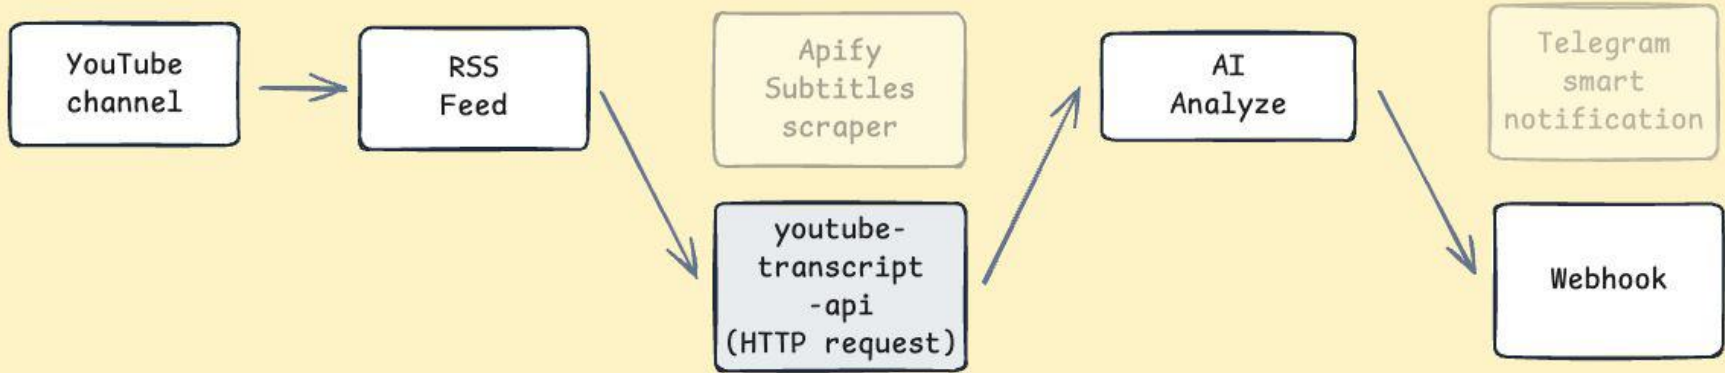 YouTube
channel
RSS
Feed
Apify
Subtitles
scraper
youtube-
transcript
-api
(HTTP request)
AI
Analyze
Telegram
smart
notification
Webhook